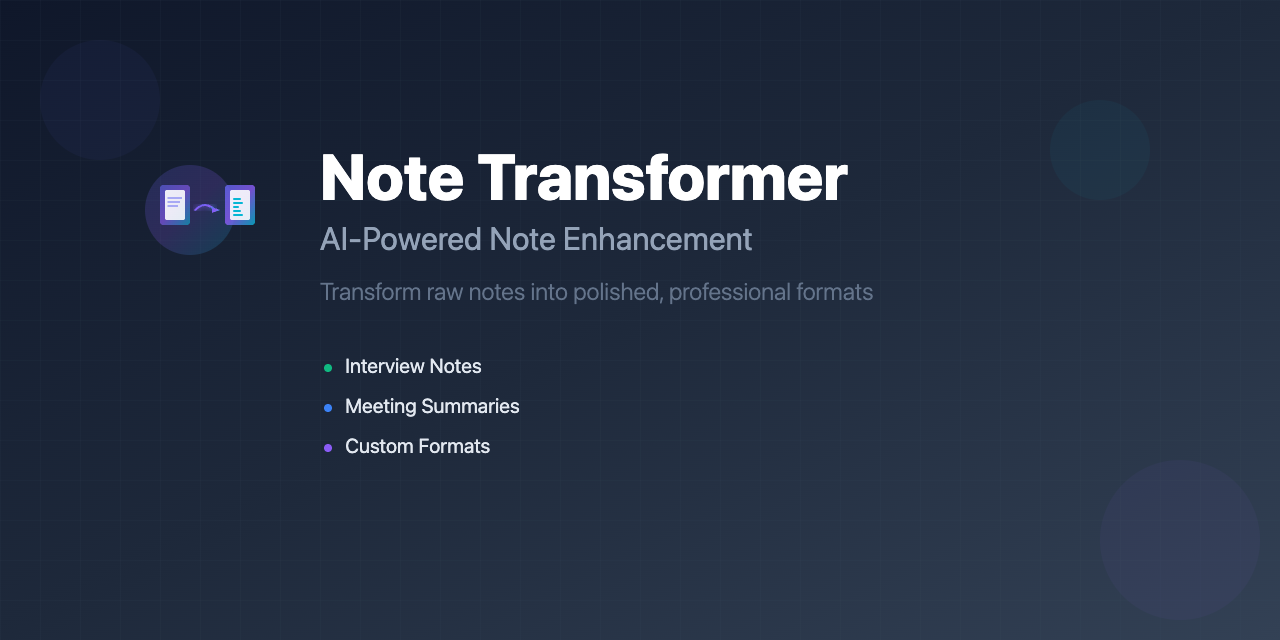 Note Transformer
AI-Powered Note Enhancement
Transform raw notes into polished, professional formats
Interview Notes
Meeting Summaries
Custom Formats